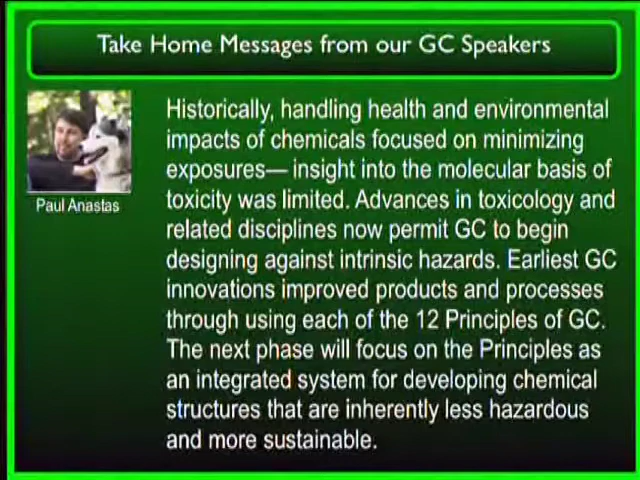 Take Home Messages from our GC Speakers
Paul Anastas
Historically, handling health and environmental
impacts of chemicals focused on minimizing
exposures— insight into the molecular basis of
toxicity was limited. Advances in toxicology and
related disciplines now permit GC to begin
designing against intrinsic hazards. Earliest GC
innovations improved products and processes
through using each of the 12 Principles of GC.
The next phase will focus on the Principles as
an integrated system for developing chemical
structures that are inherently less hazardous
and more sustainable.